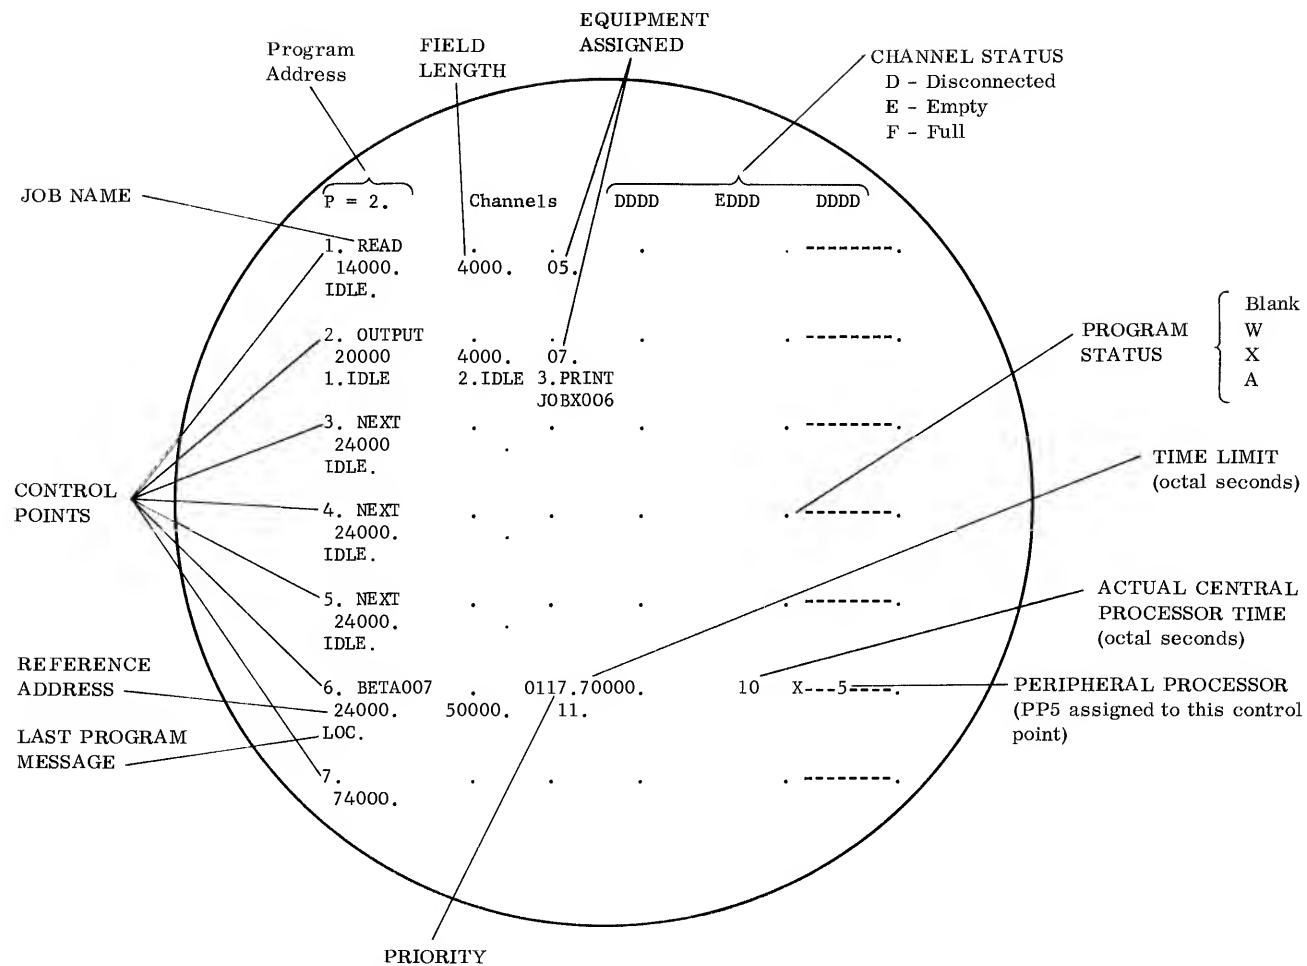 EQUIPMENT
ASSIGNED
Program
Address
FIELD
LENGTH
CHANNEL STATUS
D - Disconnected
E - Empty
F - Full
JOB NAME
P = 2. Channels DDDD EDDD DDDD
1. READ . . . . --------.
14000. 4000. 05.
IDLE.
2. OUTPUT . . . . --------.
20000 4000. 07.
1.IDLE 2.IDLE 3.PRINT
JOBX006
PROGRAM
STATUS
Blank
W
X
A
3. NEXT . . . . --------.
24000 .
IDLE.
CONTROL
POINTS
4. NEXT . . . . --------.
24000. .
IDLE.
TIME LIMIT
(octal seconds)
5. NEXT . . . . --------.
24000. .
IDLE.
ACTUAL CENTRAL
PROCESSOR TIME
(octal seconds)
REFERENCE
ADDRESS
6. BETA007 . 0117.70000. 10 X---5----.
24000. 50000. 11.
LOC.
PERIPHERAL PROCESSOR
(PP5 assigned to this control
point)
LAST PROGRAM
MESSAGE
7. . . . . --------.
74000.
PRIORITY